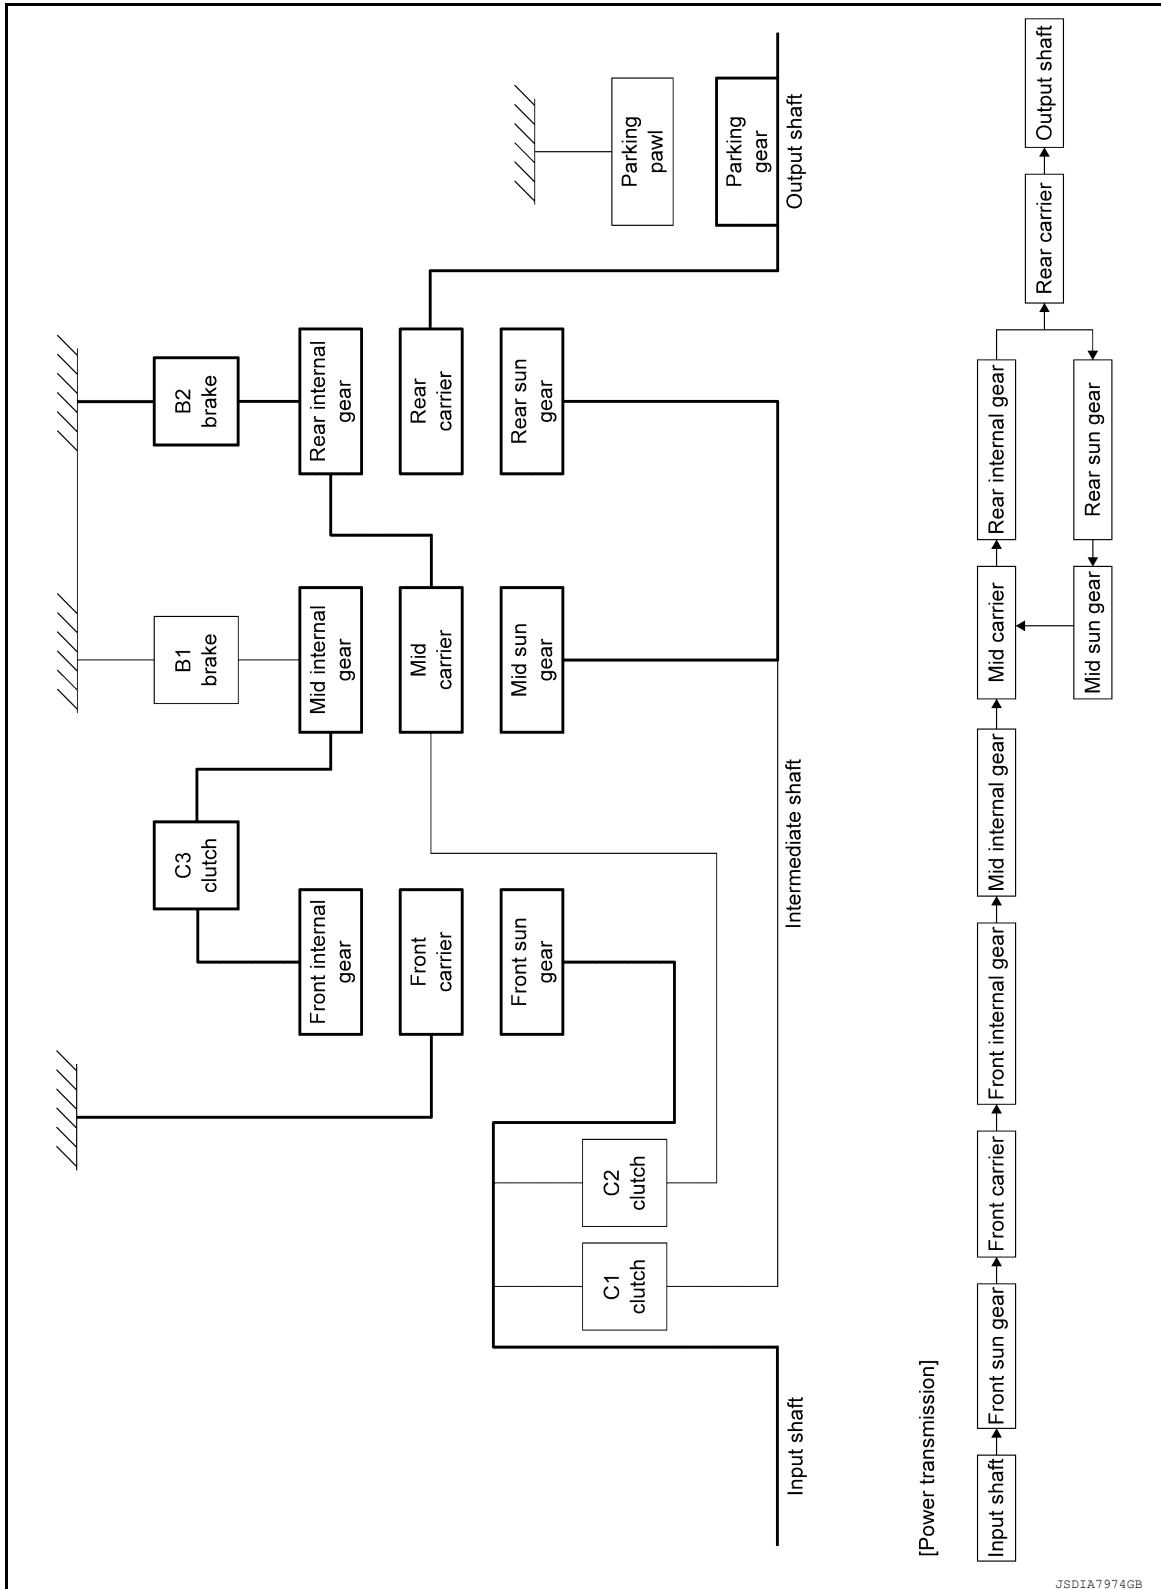 B2
brake
B1
brake
C3
clutch
Rear internal
gear
Mid internal
gear
Front internal
gear
Rear
carrier
Mid
carrier
Front
carrier
Rear sun
gear
Mid sun
gear
Front sun
gear
Parking
pawl
Parking
gear
C2
clutch
C1
clutch
Input shaft
Intermediate shaft
Output shaft
[Power transmission]
Input shaft
Front sun gear
Front carrier
Front internal gear
Mid internal gear
Mid carrier
Rear internal gear
Rear carrier
Output shaft
Mid sun gear
Rear sun gear
JSDIA7974GB